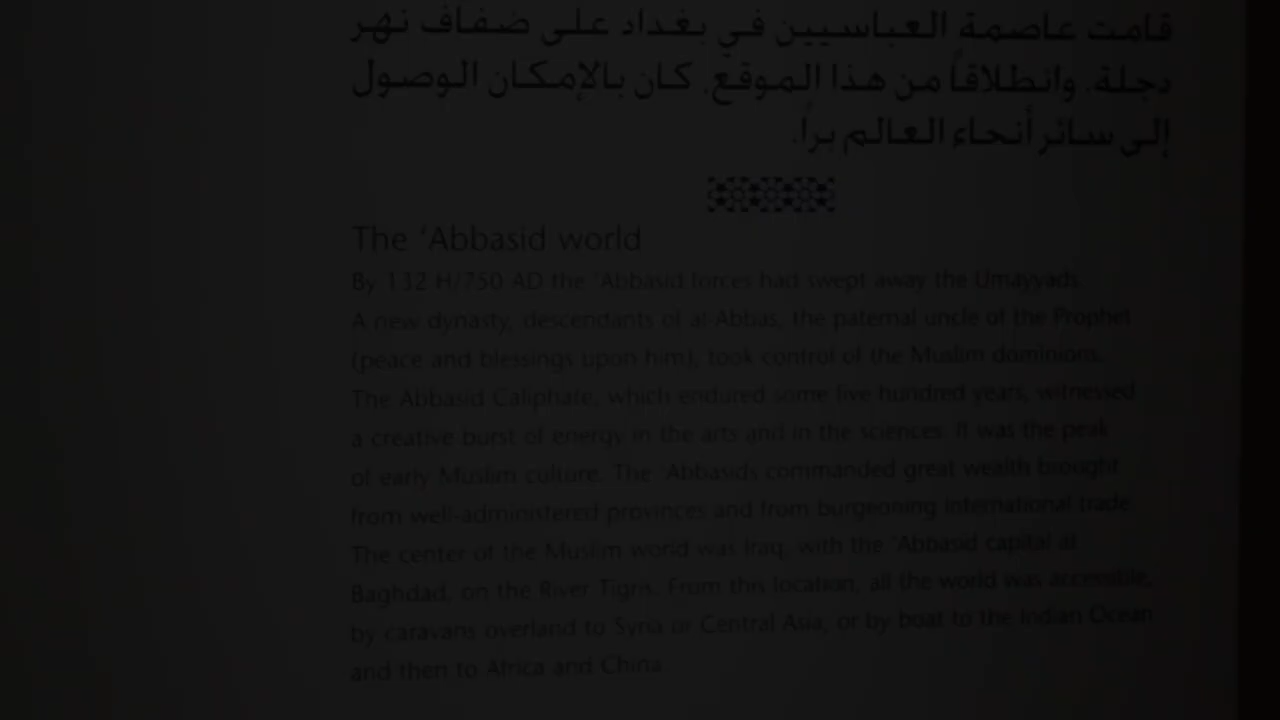 قامت عاصمة العباسيين في بغداد على ضفاف نهر
دجلة. وانطلاقاً من هذا الموقع، كان بالإمكان الوصول
إلى سائر أنحاء العالم براً.
The ‘Abbasid world
By 132 H/750 AD the ‘Abbasid forces had swept away the Umayyads.
A new dynasty, descendants of al-Abbas, the paternal uncle of the Prophet
(peace and blessings upon him), took control of the Muslim dominions.
The Abbasid Caliphate, which endured some five hundred years, witnessed
a creative burst of energy in the arts and in the sciences. It was the peak
of early Muslim culture. The ‘Abbasids commanded great wealth brought
from well-administered provinces and from burgeoning international trade.
The center of the Muslim world was Iraq, with the ‘Abbasid capital at
Baghdad, on the River Tigris. From this location, all the world was accessible,
by caravans overland to Syria or Central Asia, or by boat to the Indian Ocean
and then to Africa and China.